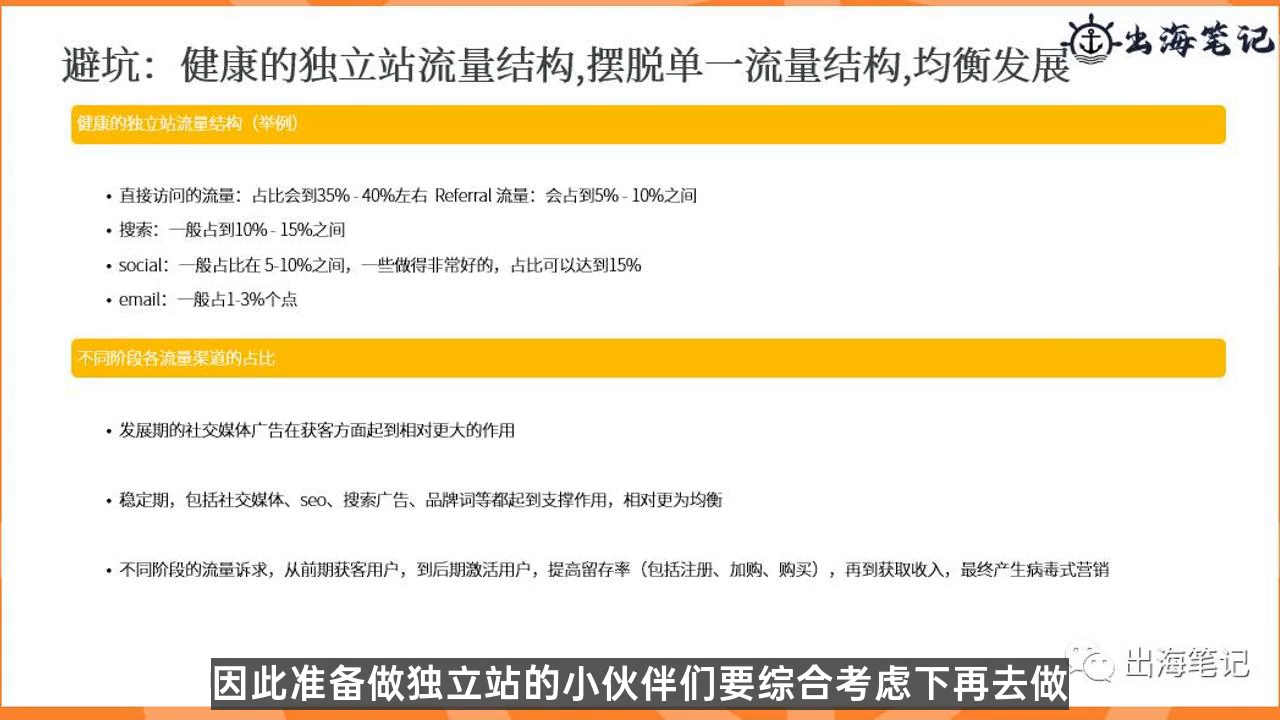 出海笔记
避坑：健康的独立站流量结构,摆脱单一流量结构,均衡发展
健康的独立站流量结构（举例）
• 直接访问的流量：占比会到35% - 40%左右 Referral 流量：会占到5% - 10%之间
• 搜索：一般占到10% - 15%之间
• social：一般占比在 5-10%之间，一些做得非常好的，占比可以达到15%
• email：一般占1-3%个点
不同阶段各流量渠道的占比
• 发展期的社交媒体广告在获客方面起到相对更大的作用
• 稳定期，包括社交媒体、seo、搜索广告、品牌词等都起到支撑作用，相对更为均衡
• 不同阶段的流量诉求，从前期获客用户，到后期激活用户，提高留存率（包括注册、加购、购买），再到获取收入，最终产生病毒式营销
出海笔记
因此准备做独立站的小伙伴们要综合考虑下再去做